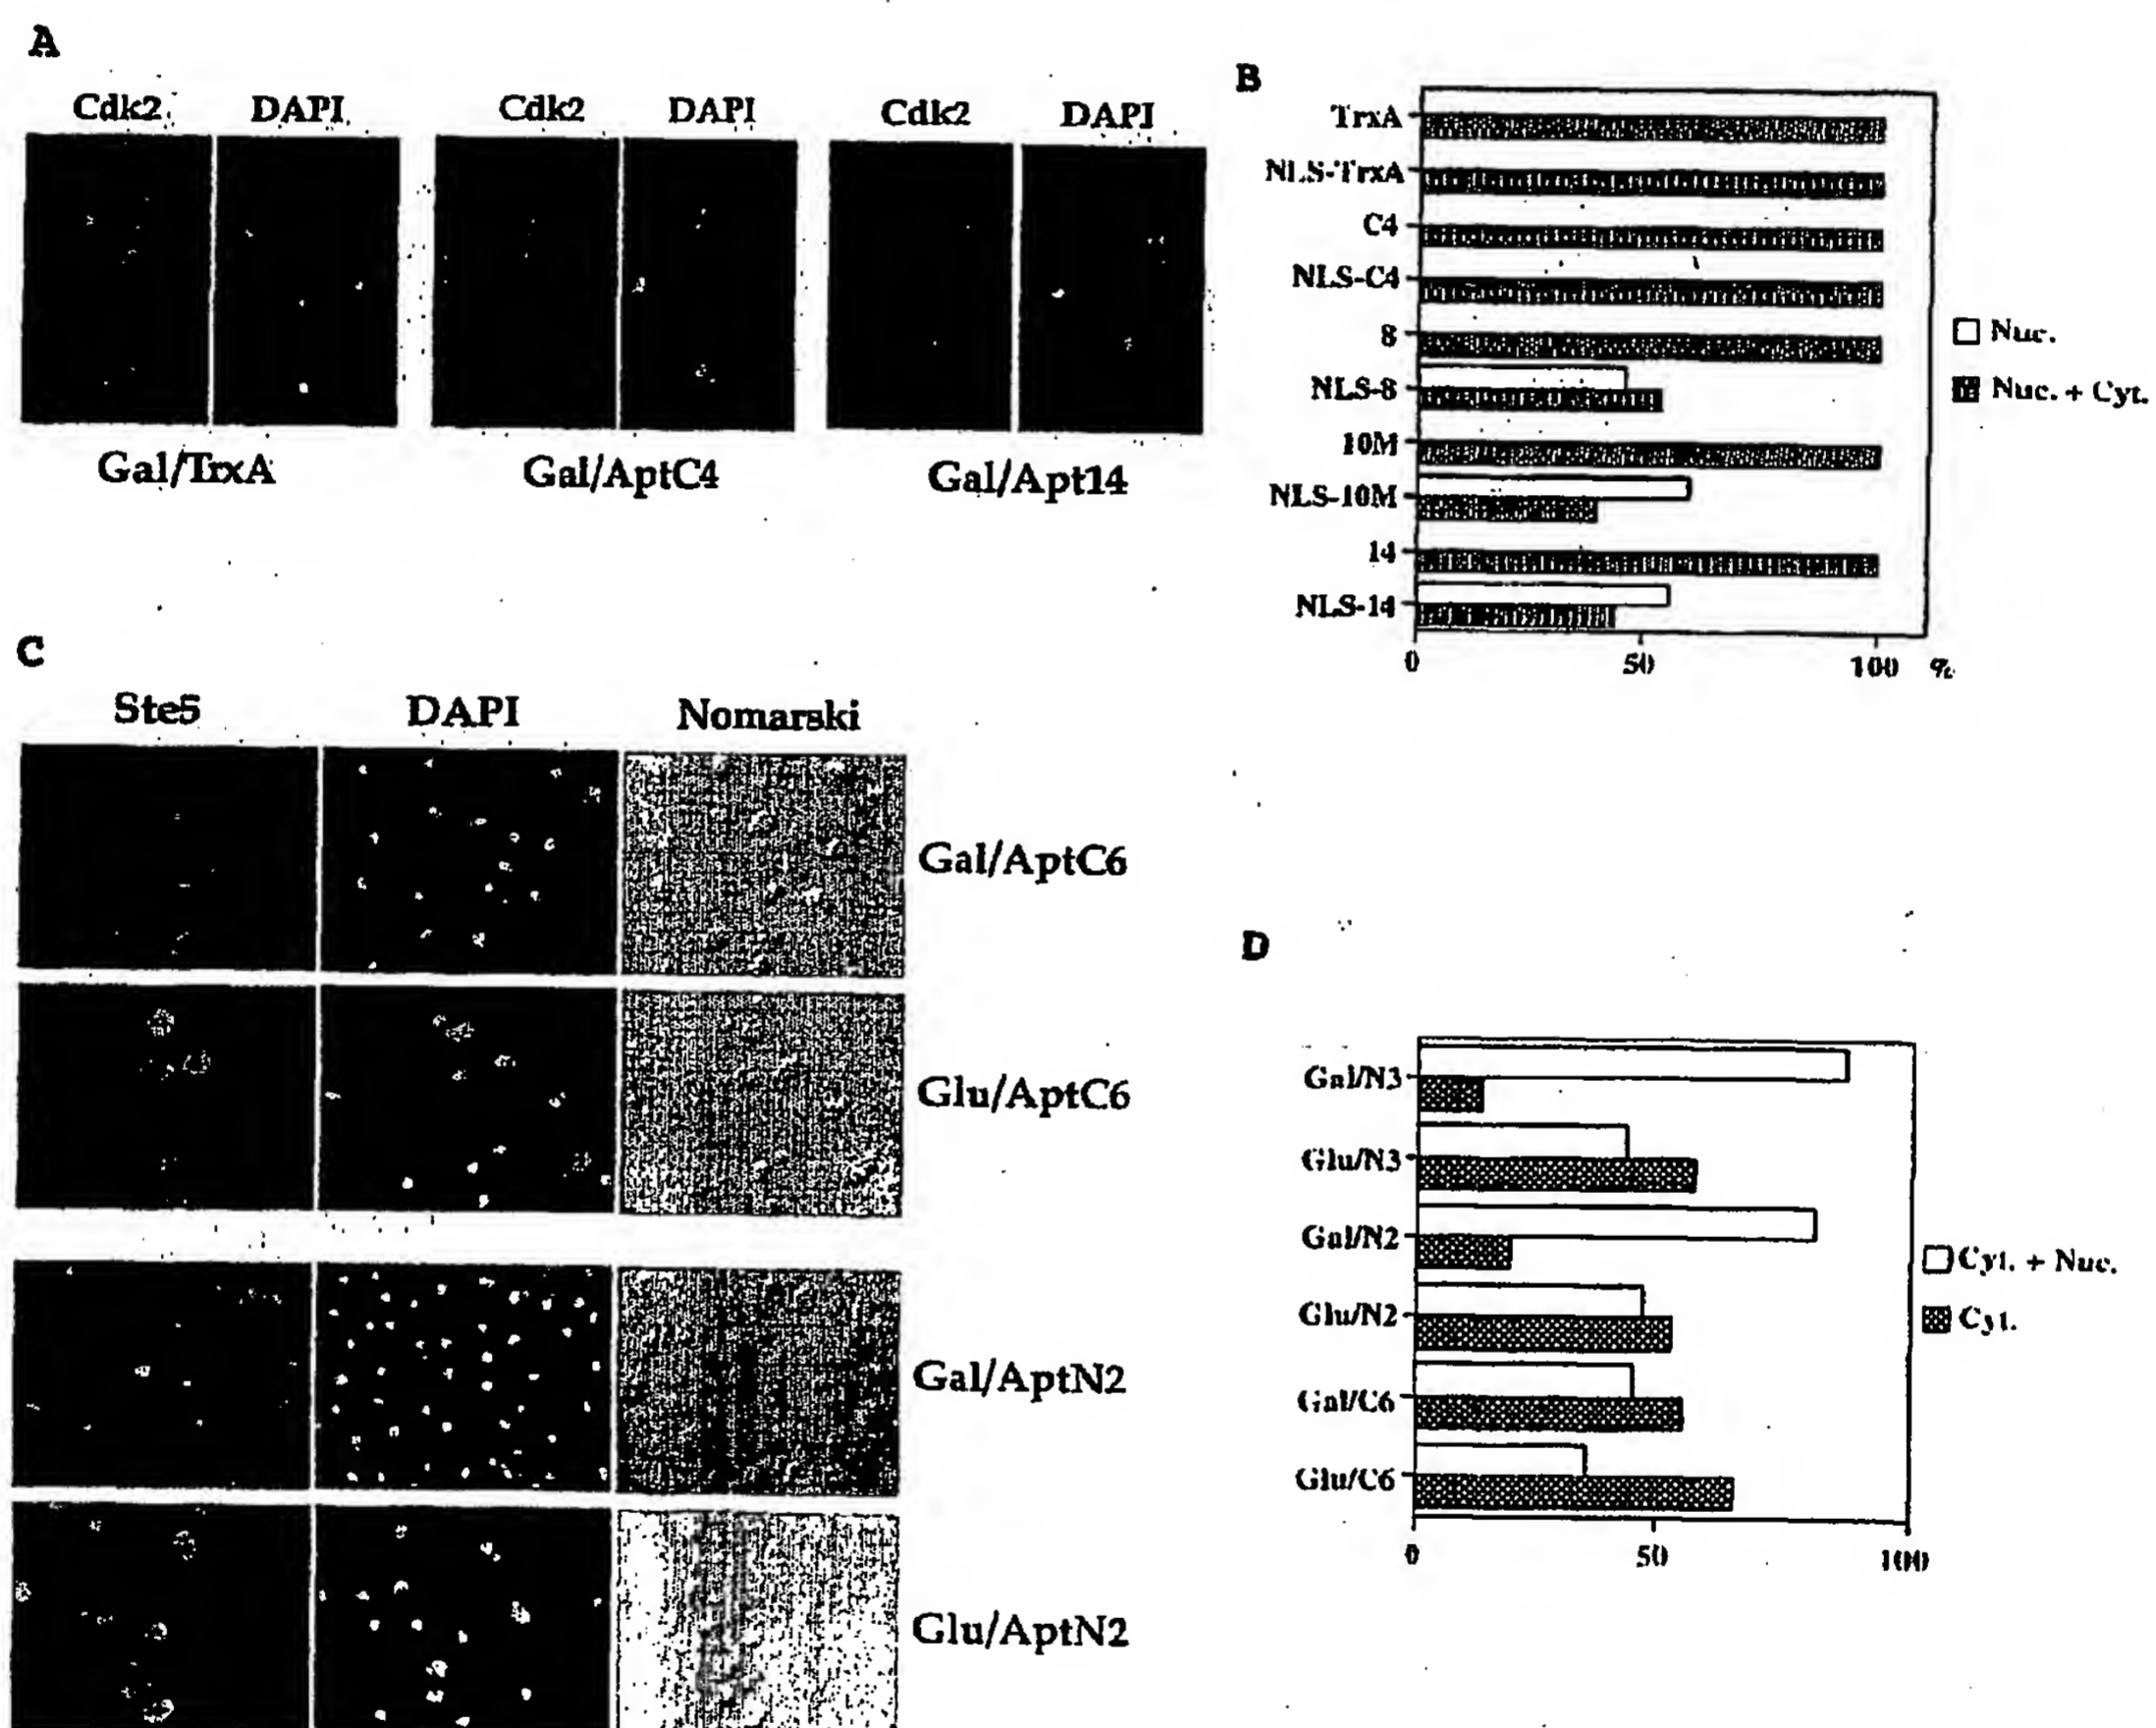 A
Cdk2 DAPI Cdk2 DAPI Cdk2 DAPI
Gal/TrxA Gal/AptC4 Gal/Apt14
B
TrxA
NLS-TrxA
C4
NLS-C4
8
NLS-8
10M
NLS-10M
14
NLS-14
0 50 100 %
Nuc.
Nuc. + Cyt.
C
Ste5 DAPI Nomarski
Gal/AptC6
Glu/AptC6
Gal/AptN2
Glu/AptN2
D
Gal/N3
Glu/N3
Gal/N2
Glu/N2
Gal/C6
Glu/C6
0 50 100
Cyt. + Nuc.
Cyt.